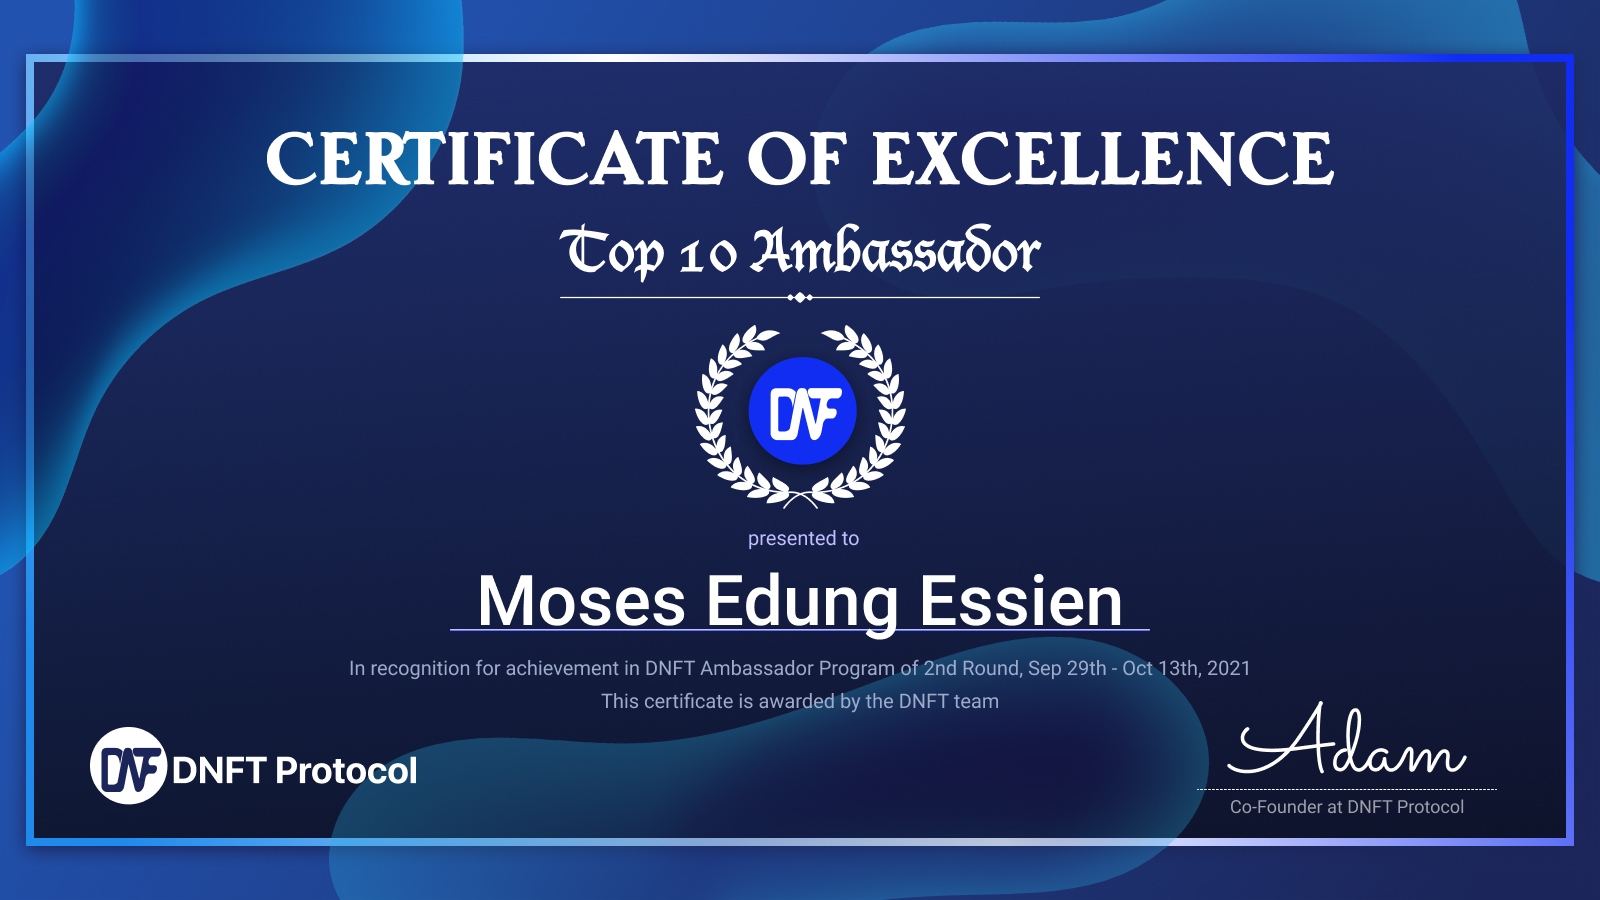 CERTIFICATE OF EXCELLENCE
Top 10 Ambassador
DNF
presented to
Moses Edung Essien
In recognition for achievement in DNFT Ambassador Program of 2nd Round, Sep 29th - Oct 13th, 2021
This certificate is awarded by the DNFT team
DNF DNFT Protocol
Adam
Co-Founder at DNFT Protocol